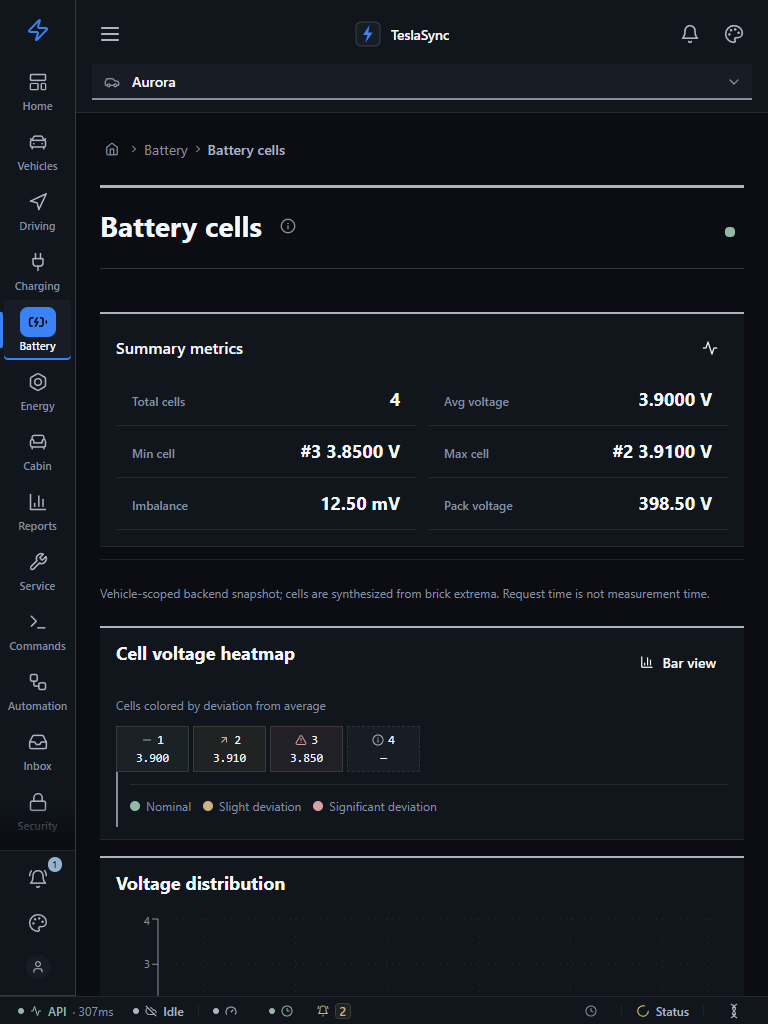 TeslaSync
Aurora
Home
Vehicles
Driving
Charging
Battery
Energy
Cabin
Reports
Service
Commands
Automation
Inbox
Security
1
Battery
Battery cells
Battery cells
Summary metrics
Total cells 4
Avg voltage 3.9000 V
Min cell #3 3.8500 V
Max cell #2 3.9100 V
Imbalance 12.50 mV
Pack voltage 398.50 V
Vehicle-scoped backend snapshot; cells are synthesized from brick extrema. Request time is not measurement time.
Cell voltage heatmap
Bar view
Cells colored by deviation from average
1 2 3 4
3.900 3.910 3.850 —
Nominal Slight deviation Significant deviation
Voltage distribution
4
3
API · 307ms Idle 2 Status